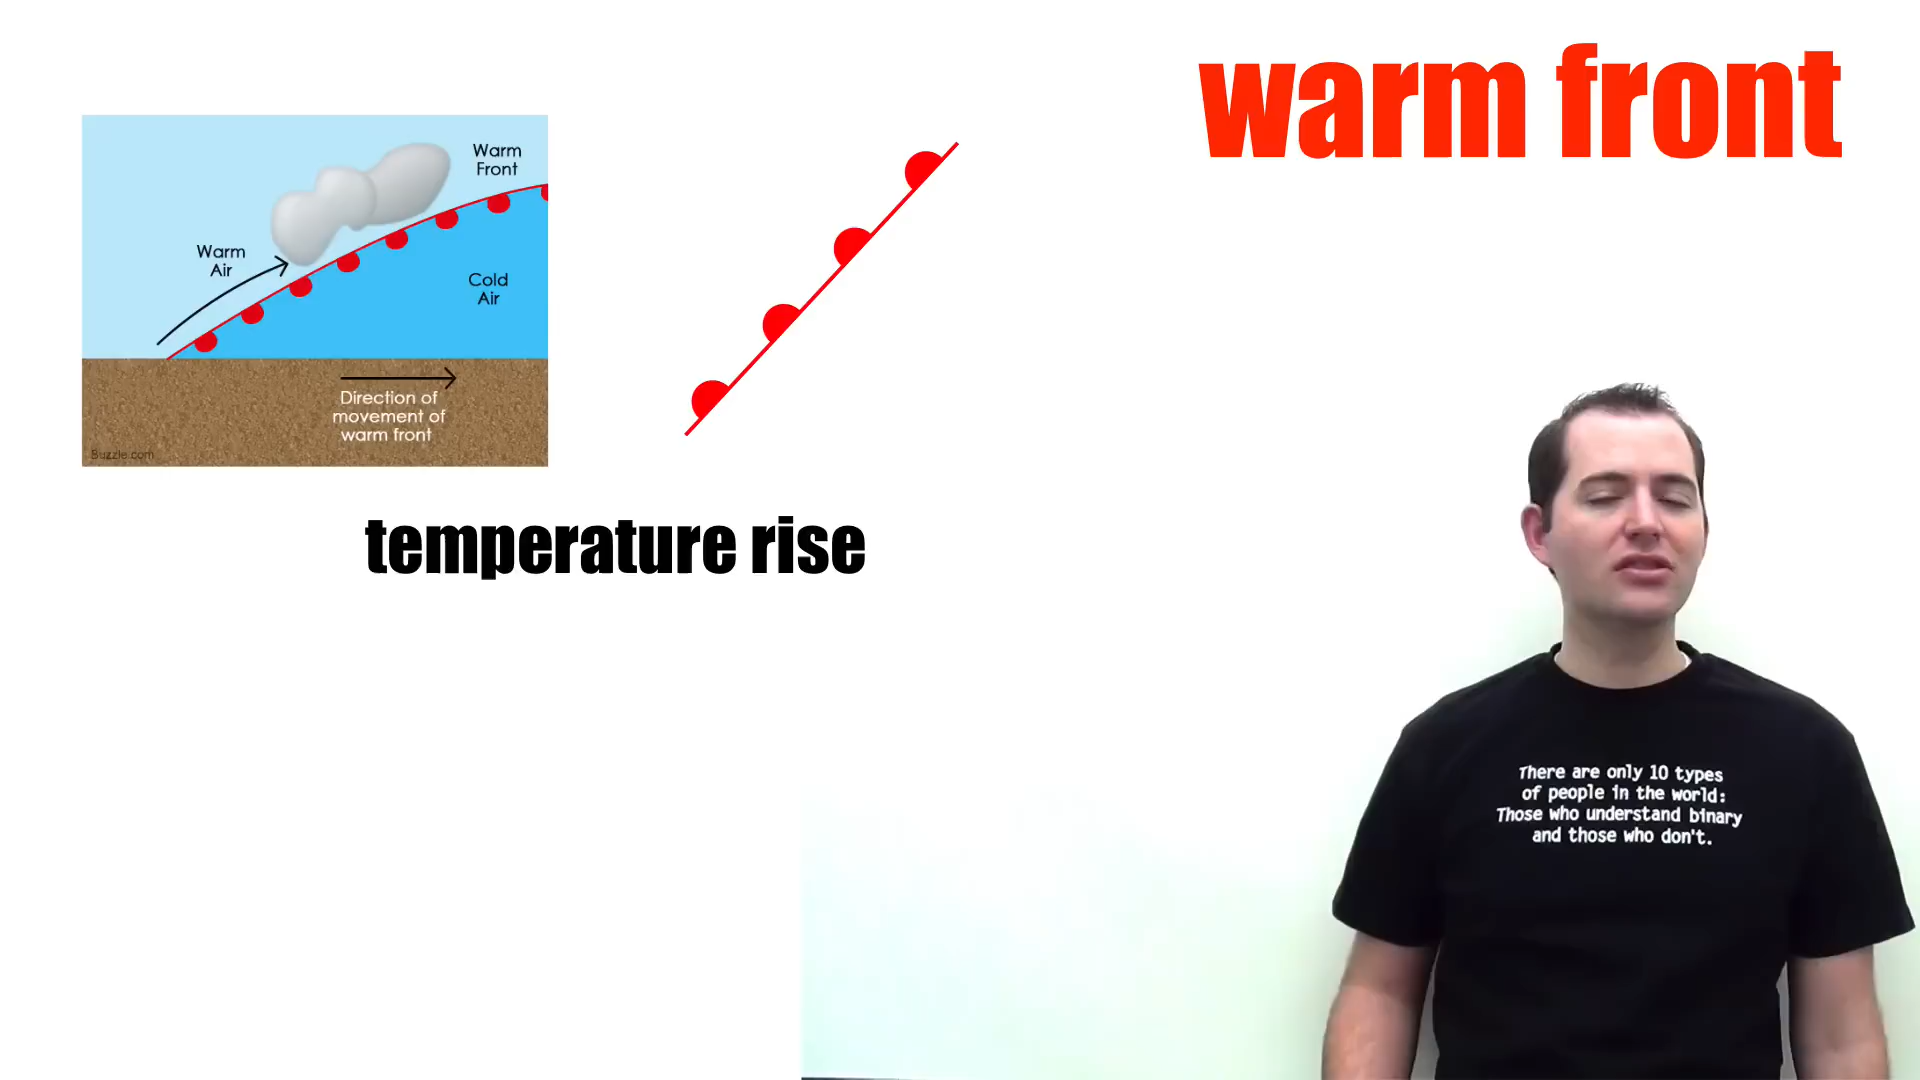 warm front
Warm
Front
Warm
Air
Cold
Air
Direction of
movement of
warm front
Buzzle.com
temperature rise
There are only 10 types
of people in the world:
Those who understand binary
and those who don't.